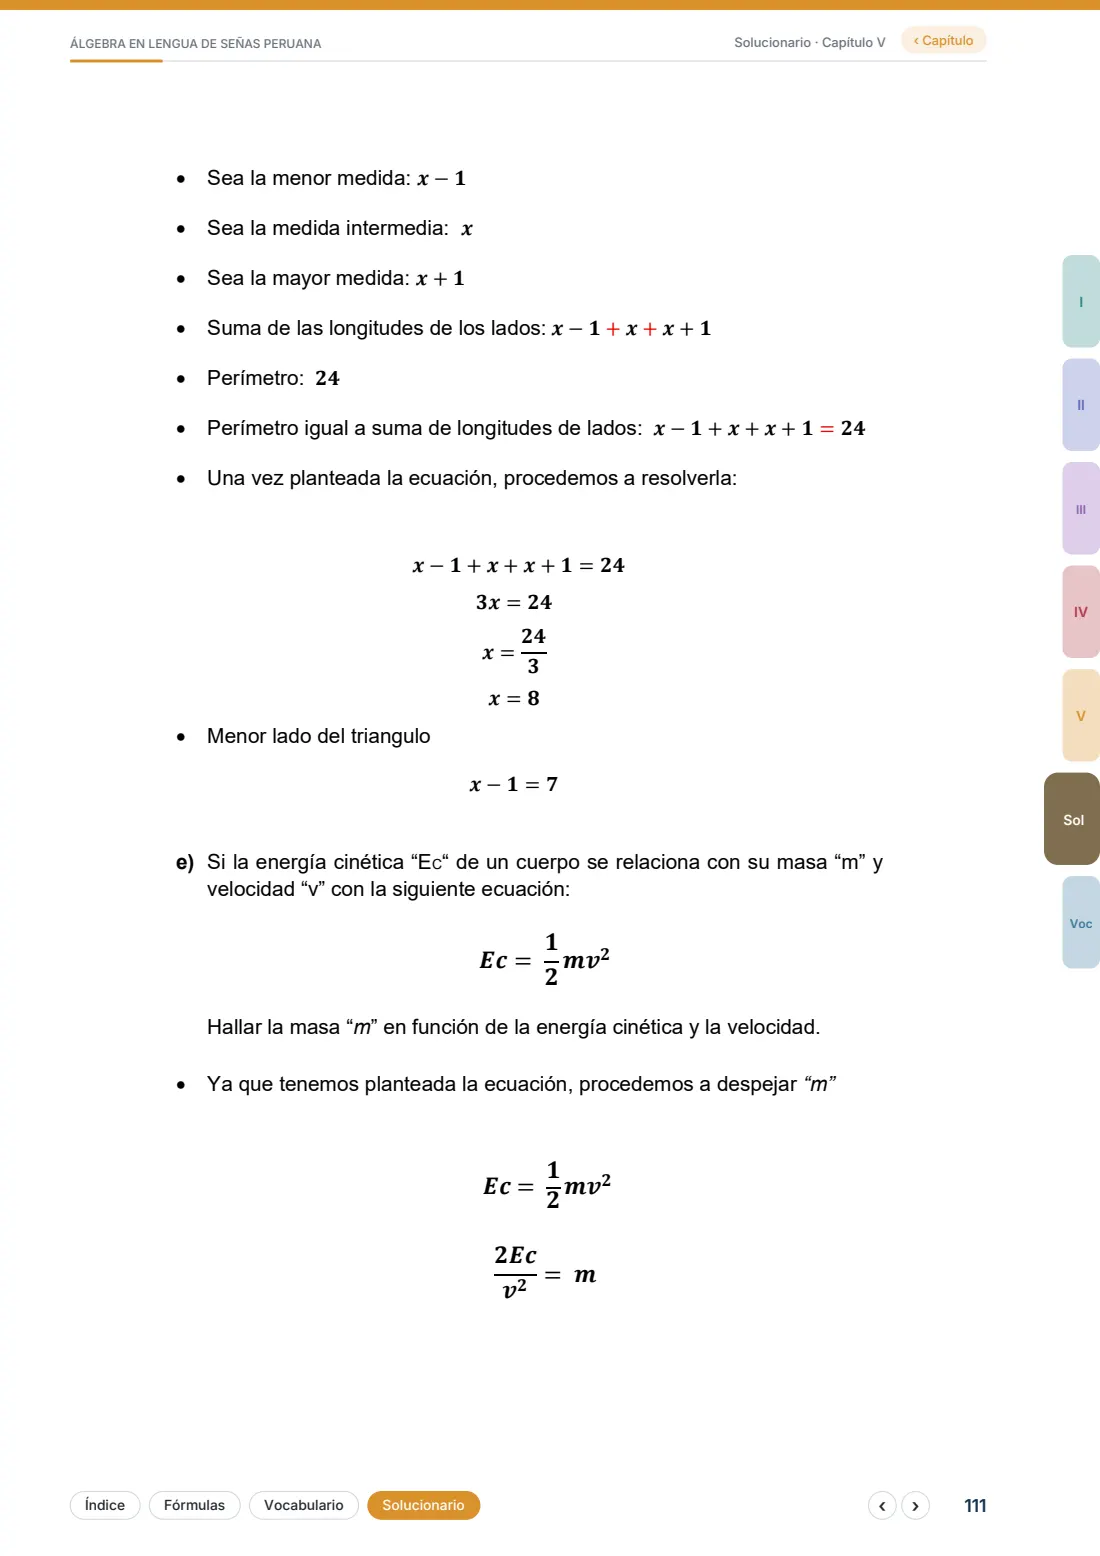 ÁLGEBRA EN LENGUA DE SEÑAS PERUANA
Solucionario · Capítulo V
‹ Capítulo
• Sea la menor medida: x − 1
• Sea la medida intermedia: x
• Sea la mayor medida: x + 1
• Suma de las longitudes de los lados: x − 1 + x + x + 1
• Perímetro: 24
• Perímetro igual a suma de longitudes de lados: x − 1 + x + x + 1 = 24
• Una vez planteada la ecuación, procedemos a resolverla:
x − 1 + x + x + 1 = 24
3x = 24
x = 24/3
x = 8
• Menor lado del triangulo
x − 1 = 7
e) Si la energía cinética “Ec“ de un cuerpo se relaciona con su masa “m” y
velocidad “v” con la siguiente ecuación:
Ec = 1/2 mv²
Hallar la masa “m” en función de la energía cinética y la velocidad.
• Ya que tenemos planteada la ecuación, procedemos a despejar “m”
Ec = 1/2 mv²
2Ec/v² = m
I
II
III
IV
V
Sol
Voc
Índice
Fórmulas
Vocabulario
Solucionario
‹
›
111